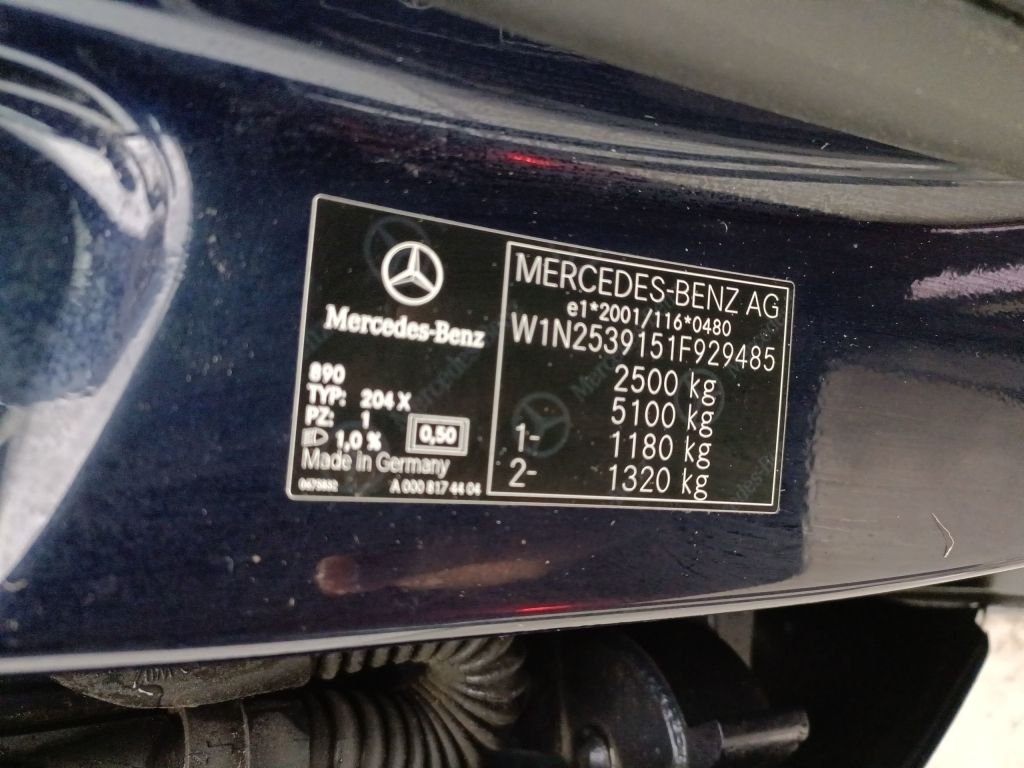 Mercedes-Benz
890
TYP: 204 X
PZ: 1
1,0 % 0,50
Made in Germany
A 000 817 44 04
MERCEDES-BENZ AG
e1*2001/116*0480
W1N2539151F929485
2500 kg
5100 kg
1- 1180 kg
2- 1320 kg